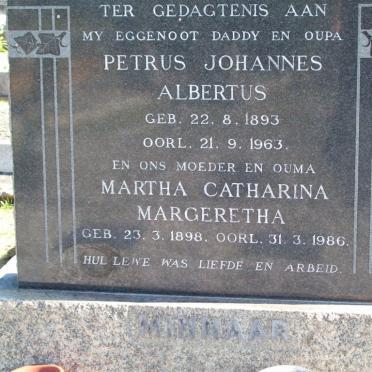 TER GEDAGTENIS AAN
MY EGGENOOT DADDY EN OUPA
PETRUS JOHANNES
ALBERTUS
GEB. 22. 8. 1893
OORL. 21. 9. 1963.
EN ONS MOEDER EN OUMA
MARTHA CATHARINA
MARGERETHA
GEB. 23. 3. 1898. OORL. 31. 3. 1986.
HUL LEWE WAS LIEFDE EN ARBEID.
MINNAAR